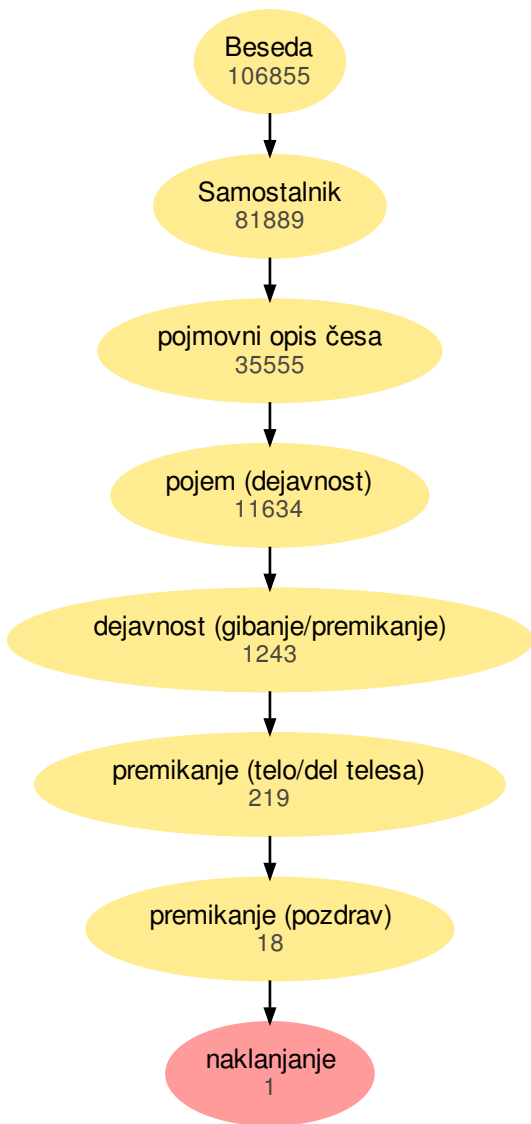 Beseda
106855
Samostalnik
81889
pojmovni opis česa
35555
pojem (dejavnost)
11634
dejavnost (gibanje/premikanje)
1243
premikanje (telo/del telesa)
219
premikanje (pozdrav)
18
naklanjanje
1